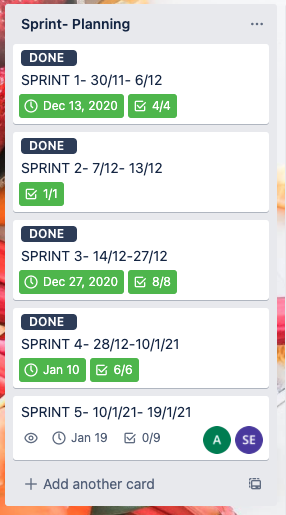 Sprint- Planning
DONE
SPRINT 1- 30/11- 6/12
Dec 13, 2020 4/4
DONE
SPRINT 2- 7/12- 13/12
1/1
DONE
SPRINT 3- 14/12-27/12
Dec 27, 2020 8/8
DONE
SPRINT 4- 28/12-10/1/21
Jan 10 6/6
SPRINT 5- 10/1/21- 19/1/21
Jan 19 0/9 A SE
+ Add another card